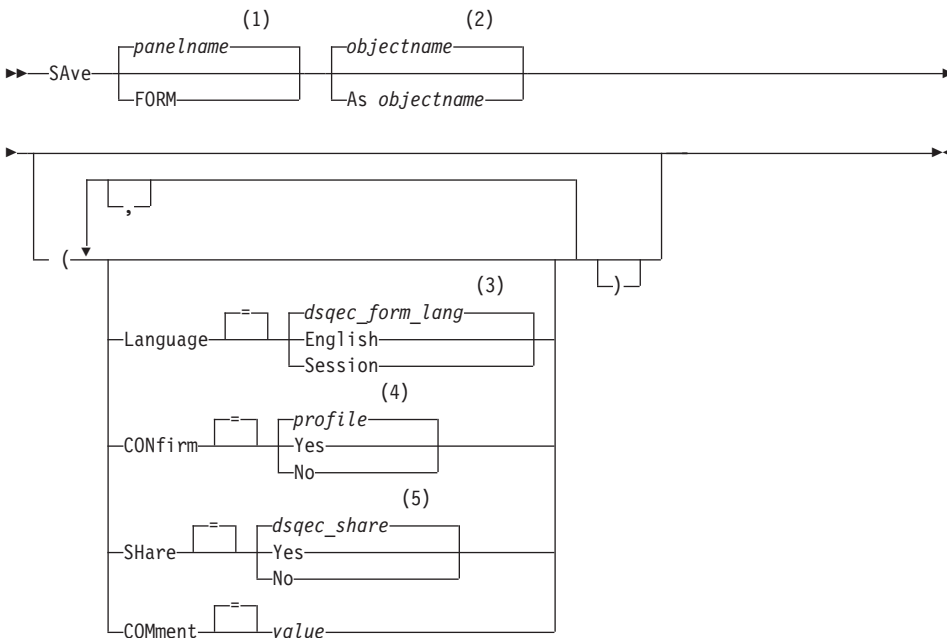 (1) (2)
panelname objectname
SAve
FORM As objectname
,
( )
(3)
= dsqec_form_lang
Language English
Session
(4)
= profile
CONfirm Yes
No
(5)
= dsqec_share
SHare Yes
No
=
COMment value